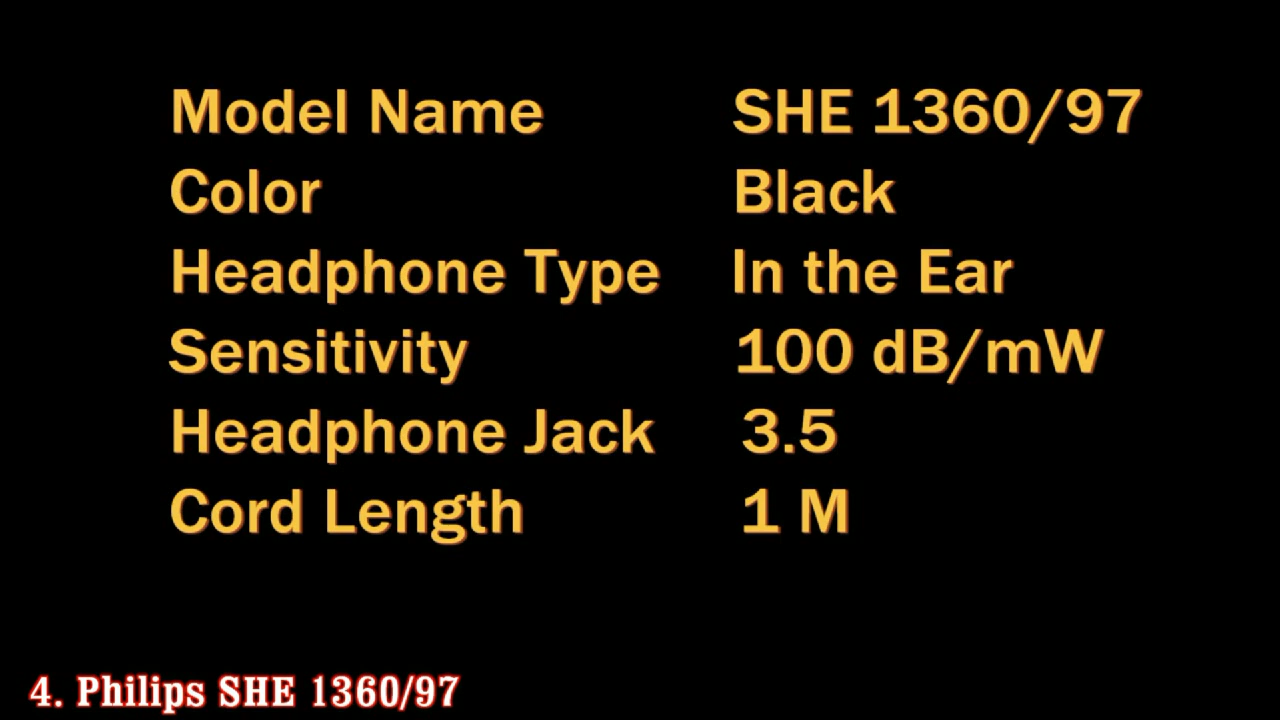 Model Name SHE 1360/97
Color Black
Headphone Type In the Ear
Sensitivity 100 dB/mW
Headphone Jack 3.5
Cord Length 1 M
4. Philips SHE 1360/97